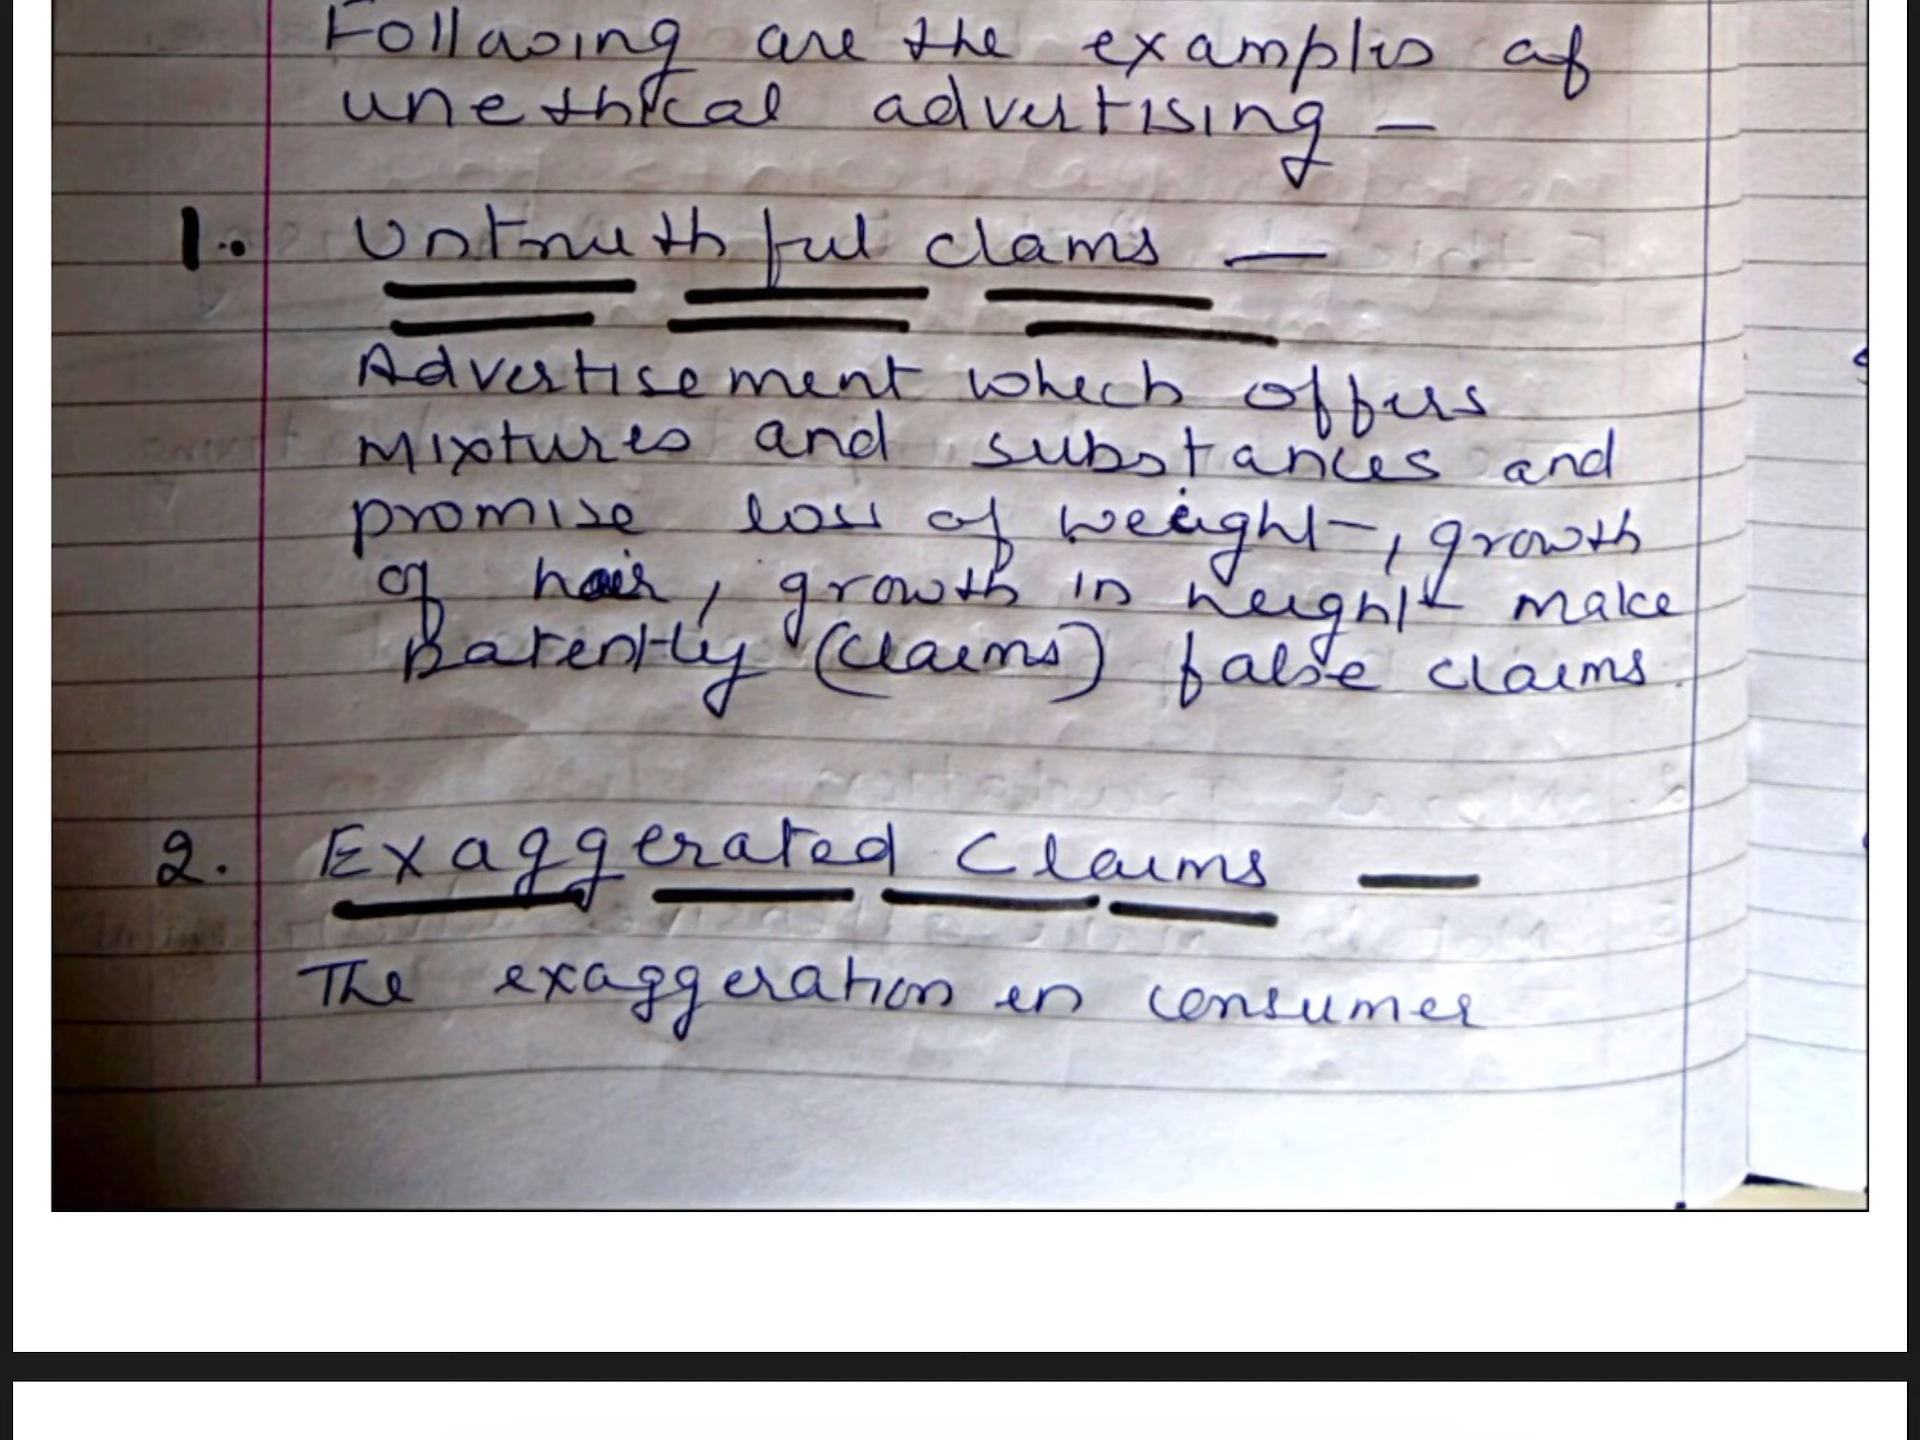 Following are the examples of
unethical advertising —
1. Untruthful clams —
Advertisement which offers
mixtures and substances and
promise loss of weight, growth
of hair, growth in height make
Patently (claims) false claims.
2. Exaggerated Claims —
The exaggeration in consumer